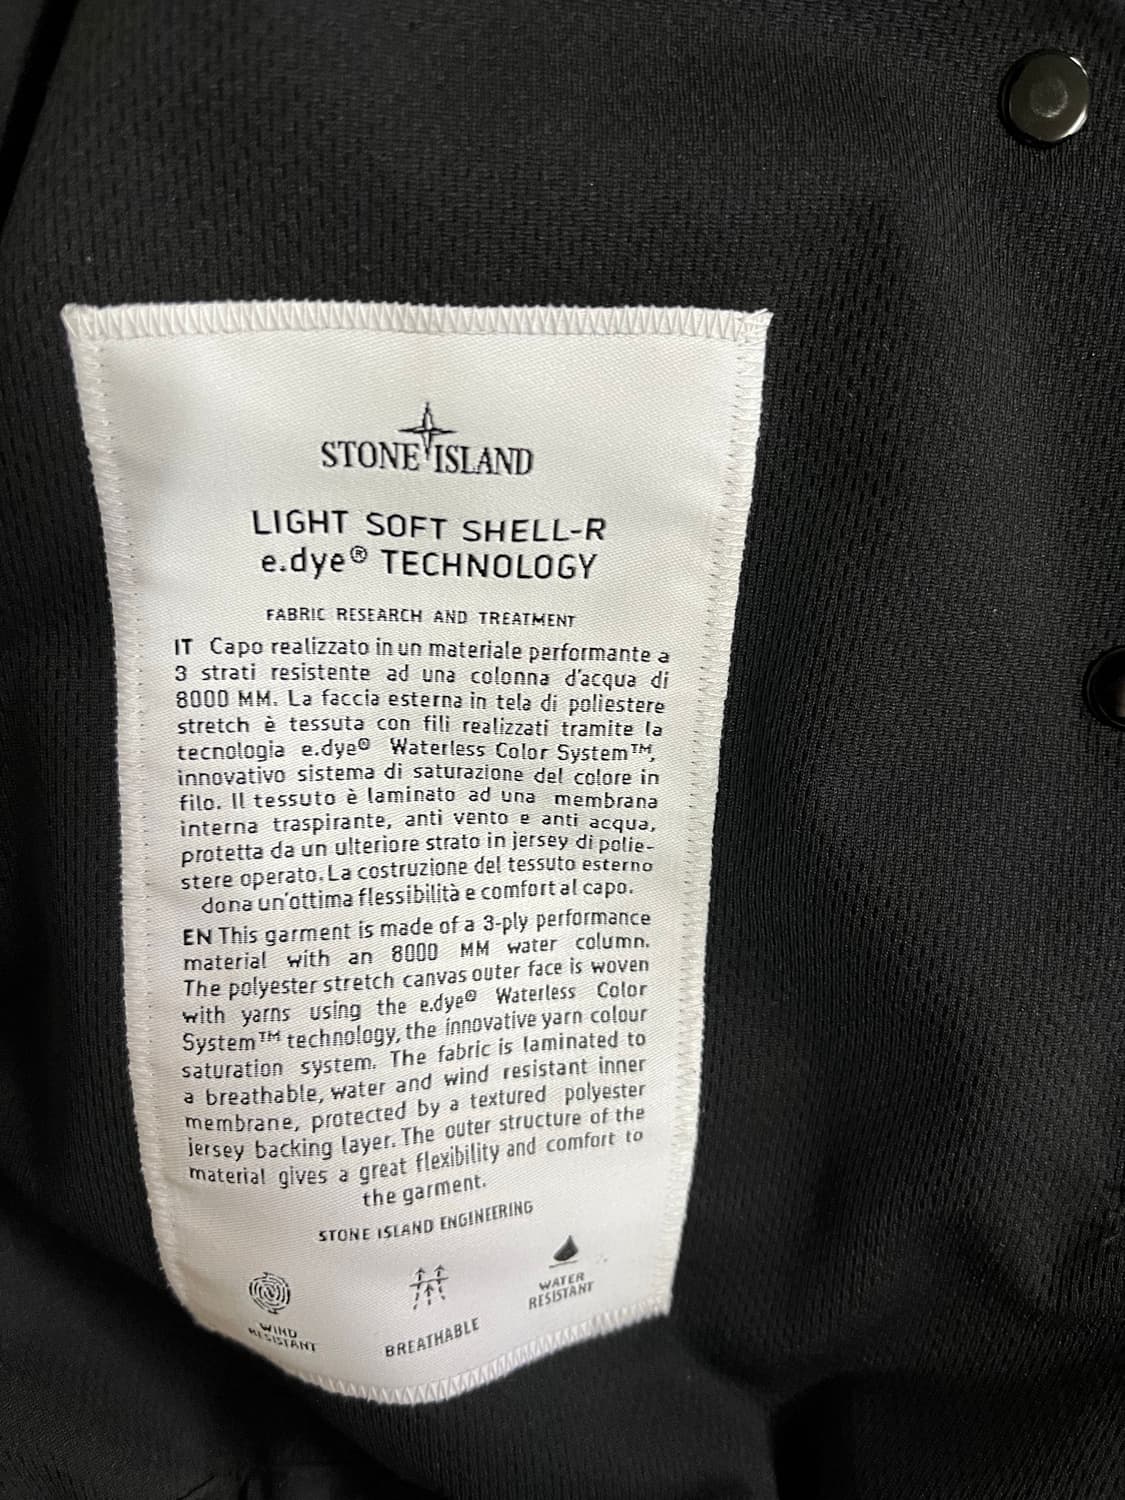 STONE ISLAND
LIGHT SOFT SHELL-R
e.dye® TECHNOLOGY
FABRIC RESEARCH AND TREATMENT
IT Capo realizzato in un materiale performante a
3 strati resistente ad una colonna d'acqua di
8000 MM. La faccia esterna in tela di poliestere
stretch è tessuta con fili realizzati tramite la
tecnologia e.dye® Waterless Color System™,
innovativo sistema di saturazione del colore in
filo. Il tessuto è laminato ad una membrana
interna traspirante, anti vento e anti acqua,
protetta da un ulteriore strato in jersey di polie-
stere operato. La costruzione del tessuto esterno
dona un'ottima flessibilità e comfort al capo.
EN This garment is made of a 3-ply performance
material with an 8000 MM water column.
The polyester stretch canvas outer face is woven
with yarns using the e.dye® Waterless Color
System™ technology, the innovative yarn colour
saturation system. The fabric is laminated to
a breathable, water and wind resistant inner
membrane, protected by a textured polyester
jersey backing layer. The outer structure of the
material gives a great flexibility and comfort to
the garment.
STONE ISLAND ENGINEERING
WIND
RESISTANT
BREATHABLE
WATER
RESISTANT